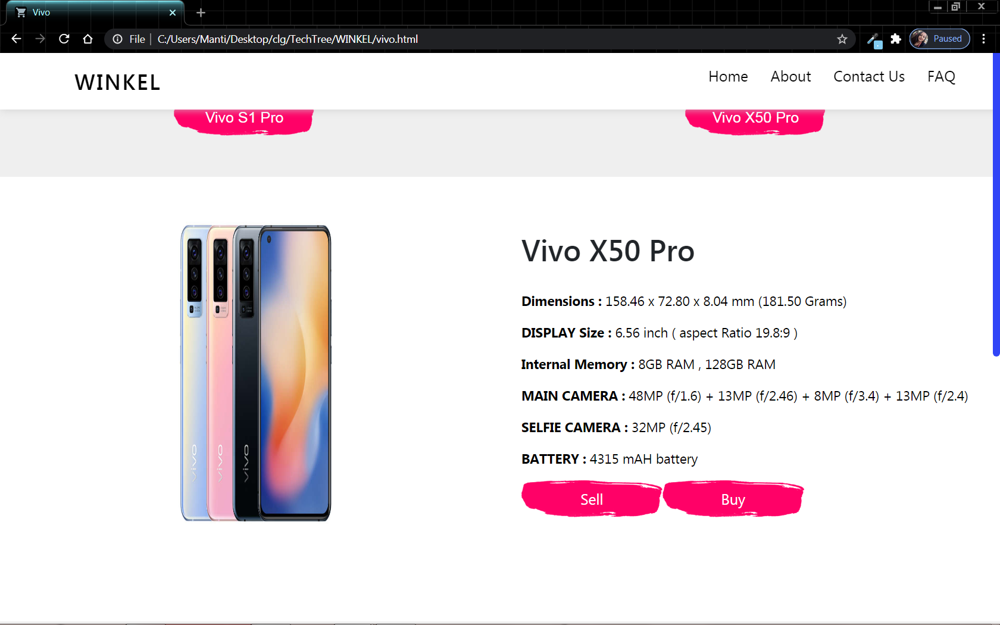 Vivo
File C:/Users/Manti/Desktop/clg/TechTree/WINKEL/vivo.html Paused
WINKEL Home About Contact Us FAQ
Vivo S1 Pro Vivo X50 Pro
Vivo X50 Pro
Dimensions : 158.46 x 72.80 x 8.04 mm (181.50 Grams)
DISPLAY Size : 6.56 inch ( aspect Ratio 19.8:9 )
Internal Memory : 8GB RAM , 128GB RAM
MAIN CAMERA : 48MP (f/1.6) + 13MP (f/2.46) + 8MP (f/3.4) + 13MP (f/2.4)
SELFIE CAMERA : 32MP (f/2.45)
BATTERY : 4315 mAH battery
Sell Buy
vivo vivo vivo